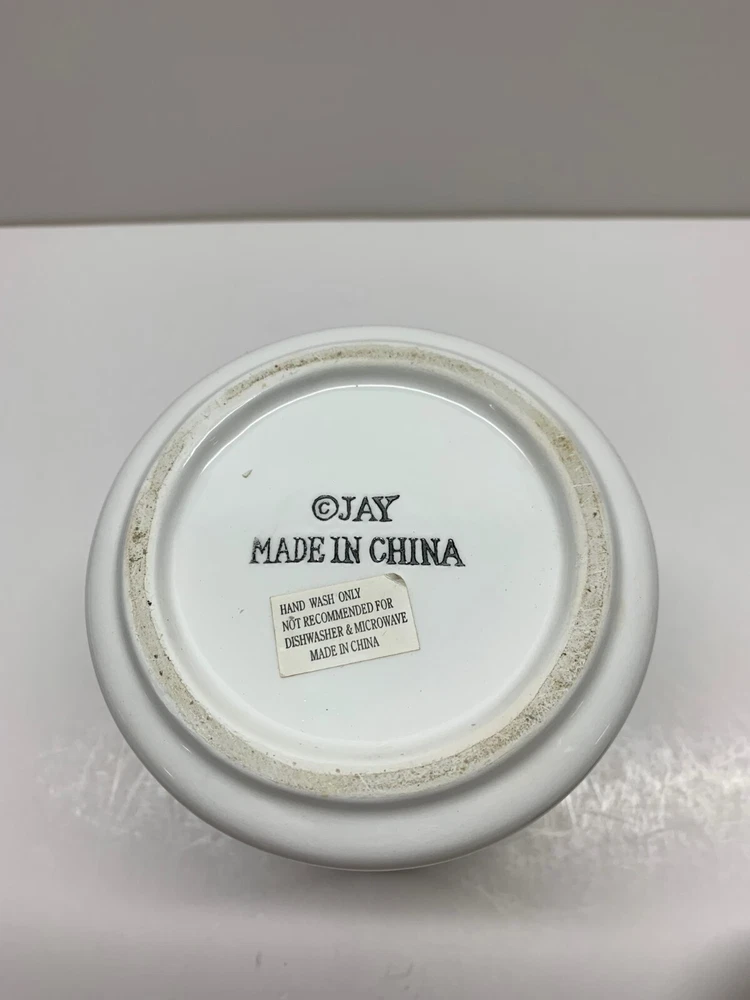 ©JAY
MADE IN CHINA
HAND WASH ONLY
NOT RECOMMENDED FOR
DISHWASHER & MICROWAVE
MADE IN CHINA